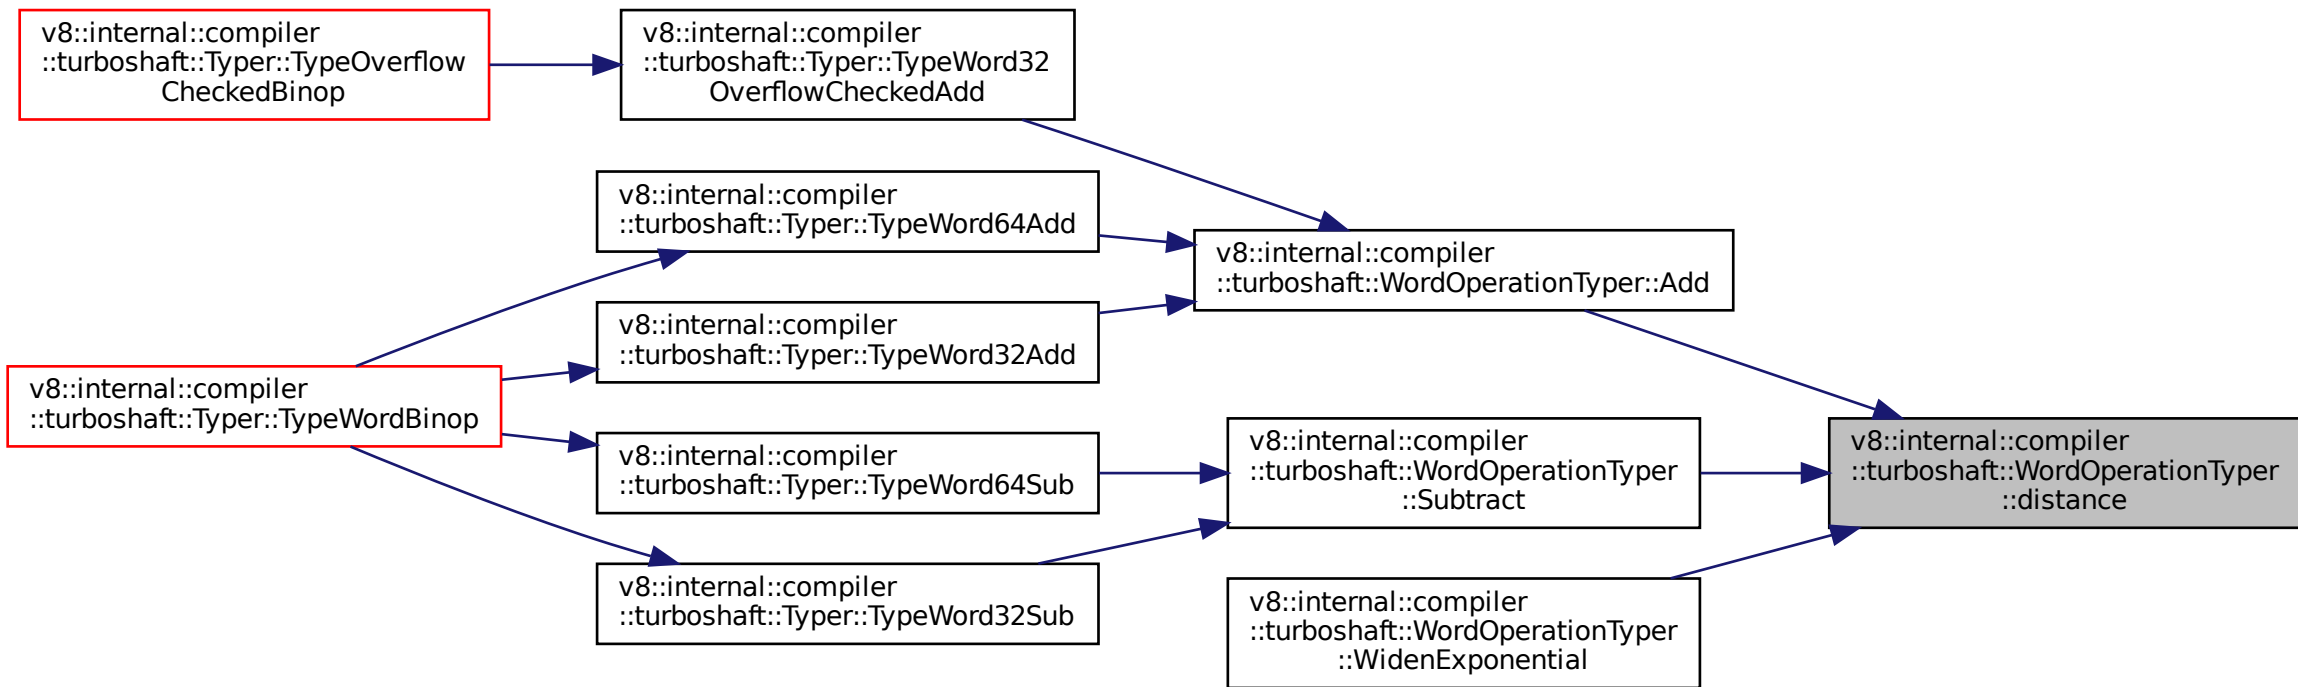 v8::internal::compiler
::turboshaft::Typer::TypeOverflow
CheckedBinop
v8::internal::compiler
::turboshaft::Typer::TypeWord32
OverflowCheckedAdd
v8::internal::compiler
::turboshaft::Typer::TypeWord64Add
v8::internal::compiler
::turboshaft::WordOperationTyper::Add
v8::internal::compiler
::turboshaft::Typer::TypeWord32Add
v8::internal::compiler
::turboshaft::Typer::TypeWordBinop
v8::internal::compiler
::turboshaft::Typer::TypeWord64Sub
v8::internal::compiler
::turboshaft::WordOperationTyper
::Subtract
v8::internal::compiler
::turboshaft::WordOperationTyper
::distance
v8::internal::compiler
::turboshaft::Typer::TypeWord32Sub
v8::internal::compiler
::turboshaft::WordOperationTyper
::WidenExponential